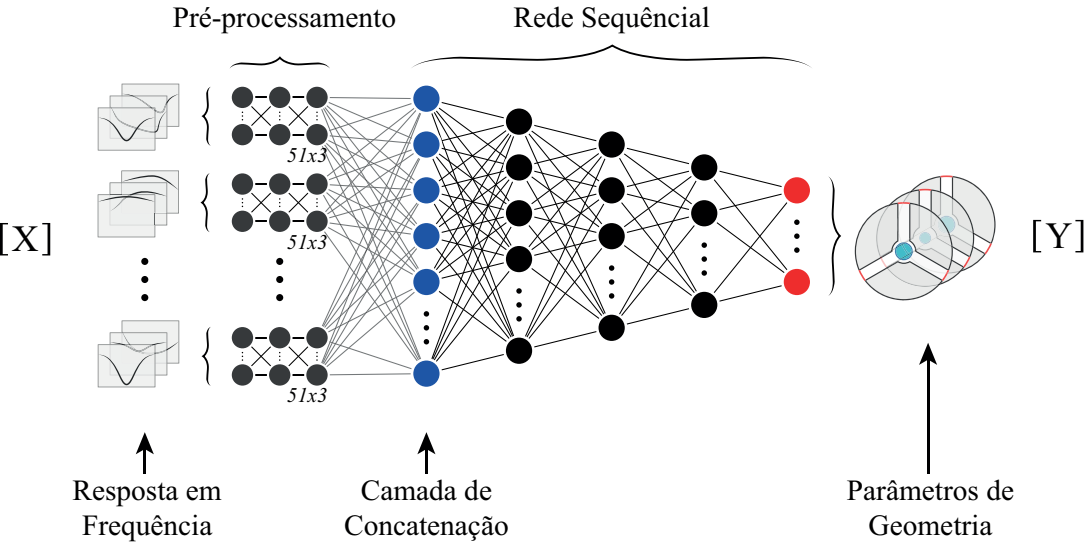 Pré-processamento
Rede Sequêncial
51x3
51x3
[X]
[Y]
51x3
Resposta em
Frequência
Camada de
Concatenação
Parâmetros de
Geometria